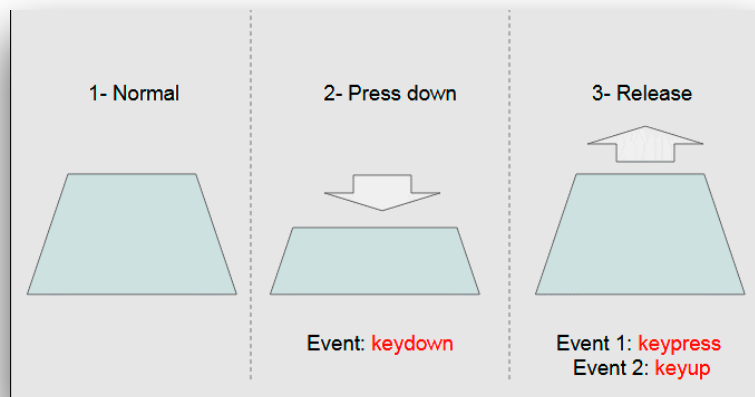 1- Normal
2- Press down
3- Release
Event: keydown
Event 1: keypress
Event 2: keyup